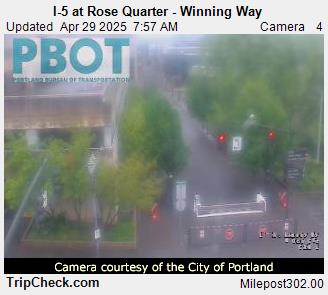 I-5 at Rose Quarter - Winning Way
Updated Apr 29 2025 7:57 AM Camera 4
PBOT
PORTLAND BUREAU OF TRANSPORTATION
Camera courtesy of the City of Portland
TripCheck.com Milepost302.00